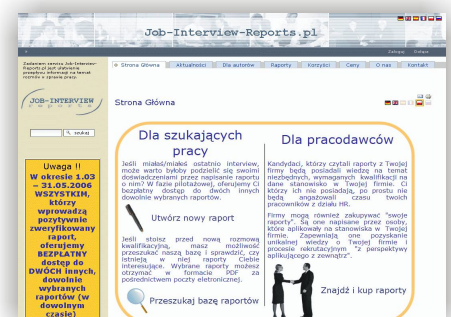 Job-Interview-Reports.pl
Zaloguj Dołącz
Zadaniem serwisu Job-Interview-
Reports.pl jest ułatwienie
przepływu informacji na temat
rozmów w sprawie pracy.
Strona Główna Aktualności Dla autorów Raporty Korzyści Ceny O nas Kontakt
JOB-INTERVIEW
reports
szukaj
Strona Główna
Uwaga !!
W okresie 1.03
– 31.05.2006
WSZYSTKIM,
którzy
wprowadzą
pozytywnie
zweryfikowany
raport,
oferujemy
BEZPŁATNY
dostęp do
DWÓCH innych,
dowolnie
wybranych
raportów (w
dowolnym
czasie)
Dla szukających
pracy
Jeśli miałaś/miałeś ostatnio interview,
może warto byłoby podzielić się swoimi
doświadczeniami przez napisanie raportu
o nim? W fazie pilotażowej, oferujemy Ci
bezpłatny dostęp do dwóch innych
dowolnie wybranych raportów.
Utwórz nowy raport
Jeśli stoisz przed nową rozmową
kwalifikacyjną, masz możliwość
przeszukać naszą bazę i sprawdzić, czy
istnieją w niej raporty Ciebie
interesujące. Wybrane raporty możesz
otrzymać w formacie PDF za
pośrednictwem poczty eletronicznej.
Przeszukaj bazę raportów
Dla pracodawców
Kandydaci, którzy czytali raporty z Twojej
firmy będą posiadali wiedzę na temat
niezbędnych, wymaganych kwalifikacji na
dane stanowisko w Twojej firmie. Ci
którzy ich nie posiadają, po prostu nie
będą angażowali czasu twoich
pracowników z działu HR.
Firmy mogą również zakupywać "swoje
raporty". Są one napisane przez osoby,
które aplikowały na stanowiska w Twojej
firmie. Zapewniają one pozyskanie
unikalnej wiedzy o Twojej firmie i
procesie rekrutacyjnym "z perspektywy
aplikującego z zewnątrz".
Znajdź i kup raporty